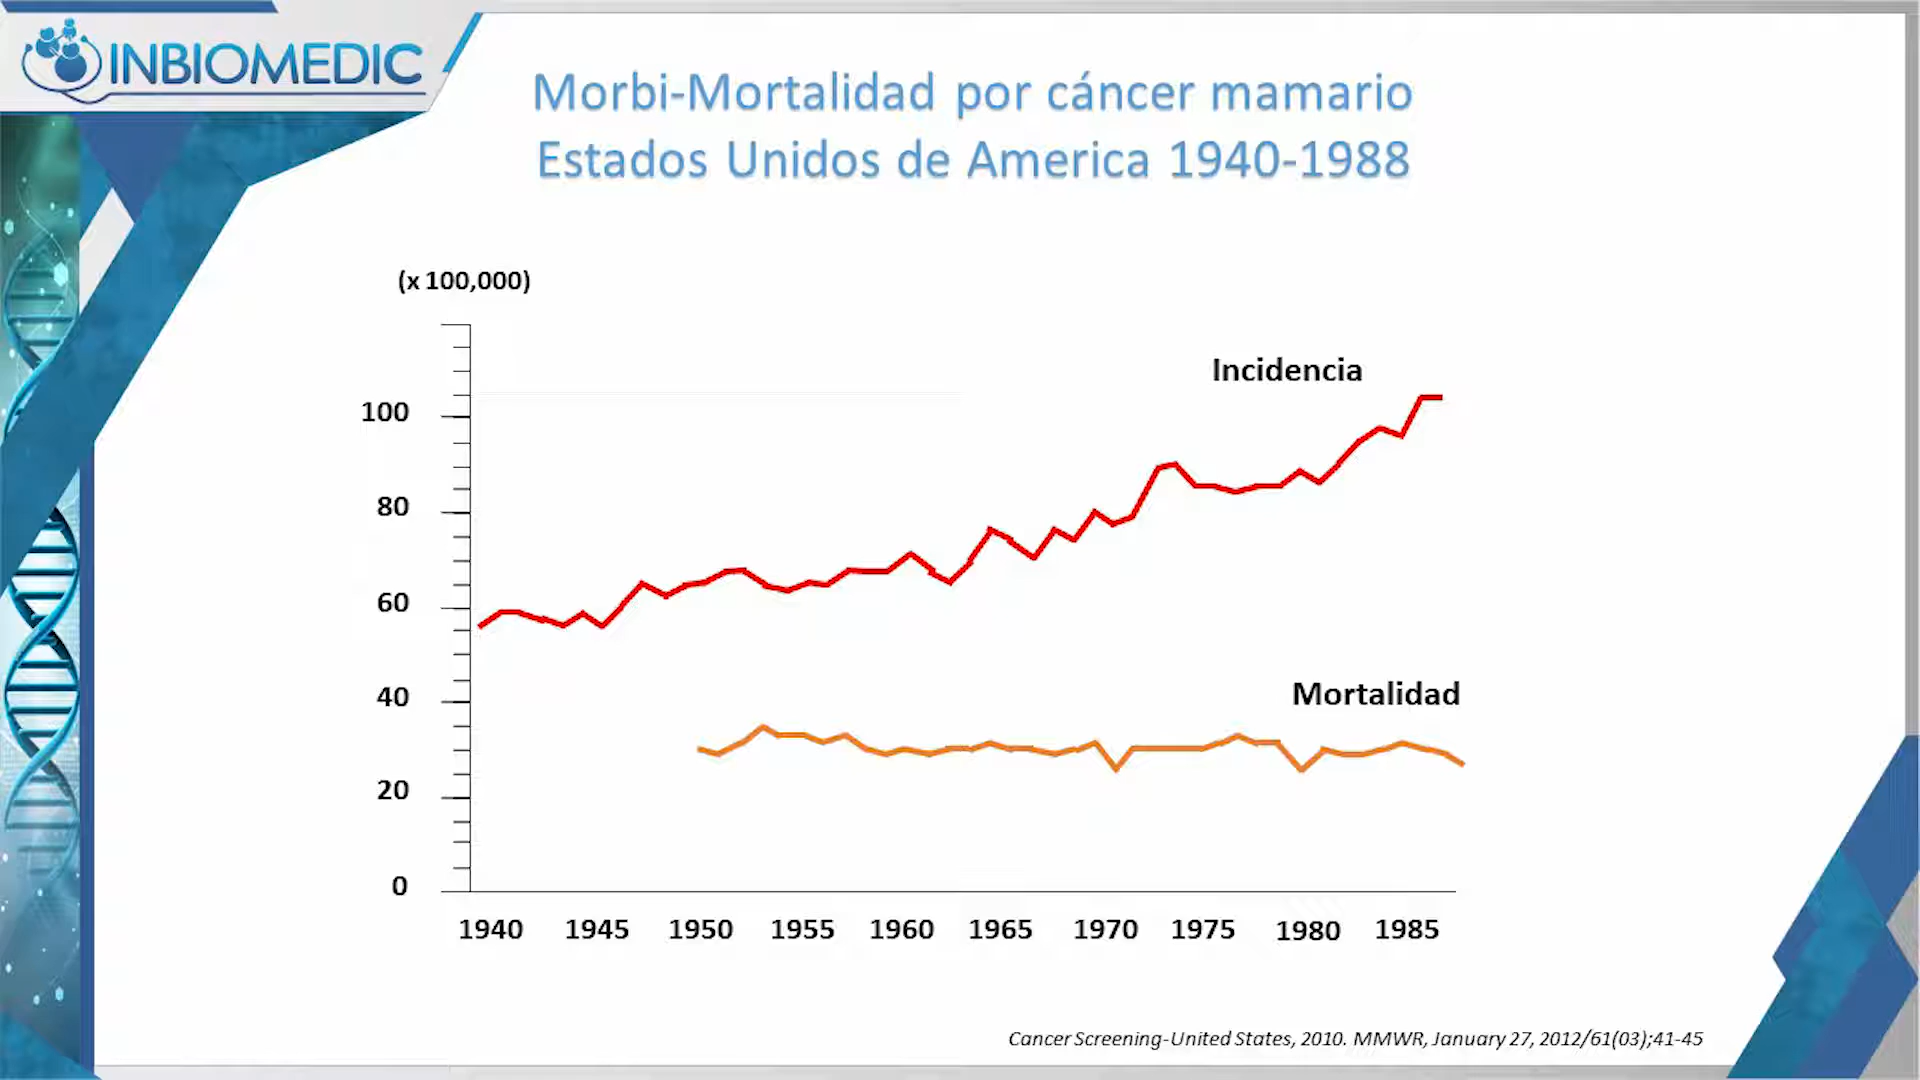 INBIOMEDIC
Morbi-Mortalidad por cáncer mamario
Estados Unidos de America 1940-1988
(x 100,000)
Incidencia
100
80
60
Mortalidad
40
20
0
1940 1945 1950 1955 1960 1965 1970 1975 1980 1985
Cancer Screening-United States, 2010. MMWR, January 27, 2012/61(03);41-45